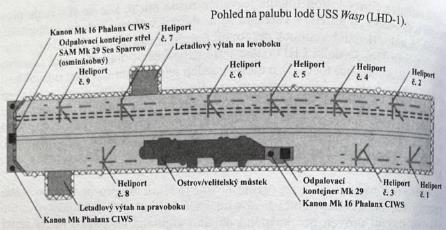 Pohled na palubu lodě USS Wasp (LHD-1).
Kanon Mk 16 Phalanx CIWS
Odpalovací kontejner střel
SAM Mk 29 Sea Sparrow
(osminásobný)
Heliport
č. 9
Heliport
č. 7
Letadlový výtah na levoboku
Heliport
č. 6
Heliport
č. 5
Heliport
č. 4
Heliport
č. 2
Heliport
č. 8
Ostrov/velitelský můstek
Odpalovací
kontejner Mk 29
Kanon Mk 16 Phalanx CIWS
Heliport
č. 3
Heliport
č. 1
Letadlový výtah na pravoboku
Kanon Mk Phalanx CIWS